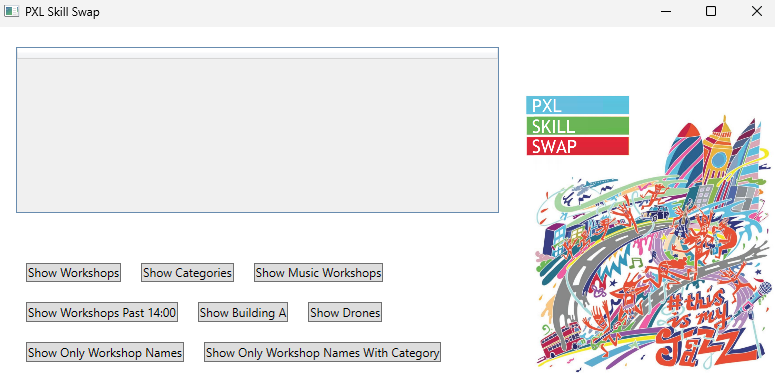 PXL Skill Swap
PXL
SKILL
SWAP
Show Workshops Show Categories Show Music Workshops
Show Workshops Past 14:00 Show Building A Show Drones
Show Only Workshop Names Show Only Workshop Names With Category
#this
is my
JAZZ